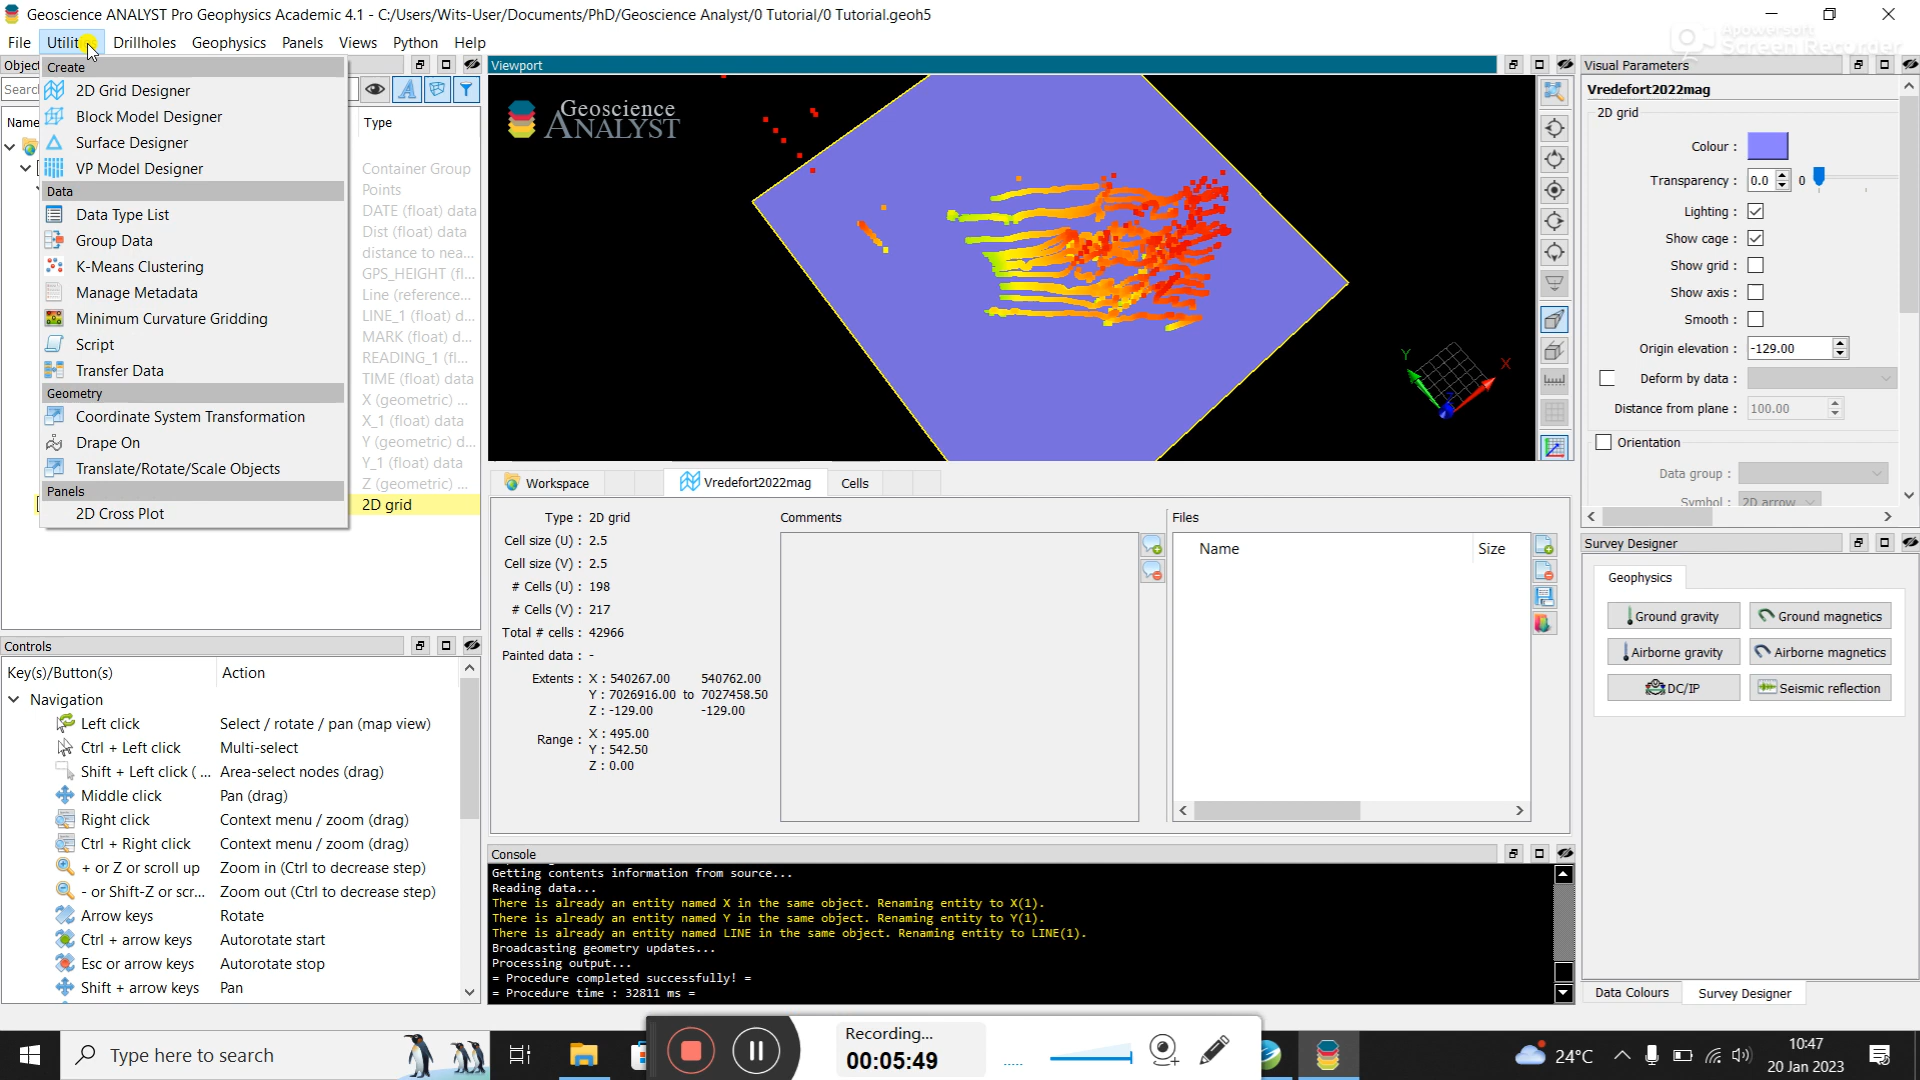 Geoscience ANALYST Pro Geophysics Academic 4.1 - C:/Users/Wits-User/Documents/PhD/Geoscience Analyst/0 Tutorial/0 Tutorial.geoh5
File Drillholes Geophysics Panels Views Python Help
Apowersoft
Screen Recorder
Create
2D Grid Designer
Block Model Designer
Surface Designer
VP Model Designer
Data
Data Type List
Group Data
K-Means Clustering
Manage Metadata
Minimum Curvature Gridding
Script
Transfer Data
Geometry
Coordinate System Transformation
Drape On
Translate/Rotate/Scale Objects
Panels
2D Cross Plot
Type
Container Group
Points
DATE (float) data
Dist (float) data
distance to nea...
GPS_HEIGHT (fl...
Line (reference...
LINE_1 (float) d...
MARK (float) d...
READING_1 (fl...
TIME (float) data
X (geometric) ...
X_1 (float) data
Y (geometric) d...
Y_1 (float) data
Z (geometric) ...
2D grid
Viewport
Geoscience
ANALYST
Y
X
Visual Parameters
Vredefort2022mag
2D grid
Colour :
Transparency : 0.0 0
Lighting :
Show cage :
Show grid :
Show axis :
Smooth :
Origin elevation : -129.00
Deform by data :
Distance from plane : 100.00
Orientation
Data group :
Symbol : 2D arrow
Workspace
Vredefort2022mag
Cells
Type : 2D grid
Cell size (U) : 2.5
Cell size (V) : 2.5
# Cells (U) : 198
# Cells (V) : 217
Total # cells : 42966
Painted data : -
Extents : X : 540267.00 540762.00
Y : 7026916.00 to 7027458.50
Z : -129.00 -129.00
Range : X : 495.00
Y : 542.50
Z : 0.00
Comments
Files
Name Size
Survey Designer
Geophysics
Ground gravity
Ground magnetics
Airborne gravity
Airborne magnetics
DC/IP
Seismic reflection
Data Colours
Survey Designer
Controls
Key(s)/Button(s) Action
Navigation
Left click Select / rotate / pan (map view)
Ctrl + Left click Multi-select
Shift + Left click ( ... Area-select nodes (drag)
Middle click Pan (drag)
Right click Context menu / zoom (drag)
Ctrl + Right click Context menu / zoom (drag)
+ or Z or scroll up Zoom in (Ctrl to decrease step)
- or Shift-Z or scr... Zoom out (Ctrl to decrease step)
Arrow keys Rotate
Ctrl + arrow keys Autorotate start
Esc or arrow keys Autorotate stop
Shift + arrow keys Pan
Console
Getting contents information from source...
Reading data...
There is already an entity named X in the same object. Renaming entity to X(1).
There is already an entity named Y in the same object. Renaming entity to Y(1).
There is already an entity named LINE in the same object. Renaming entity to LINE(1).
Broadcasting geometry updates...
Processing output...
= Procedure completed successfully! =
= Procedure time : 32811 ms =
Type here to search
Recording...
00:05:49
24°C
10:47
20 Jan 2023